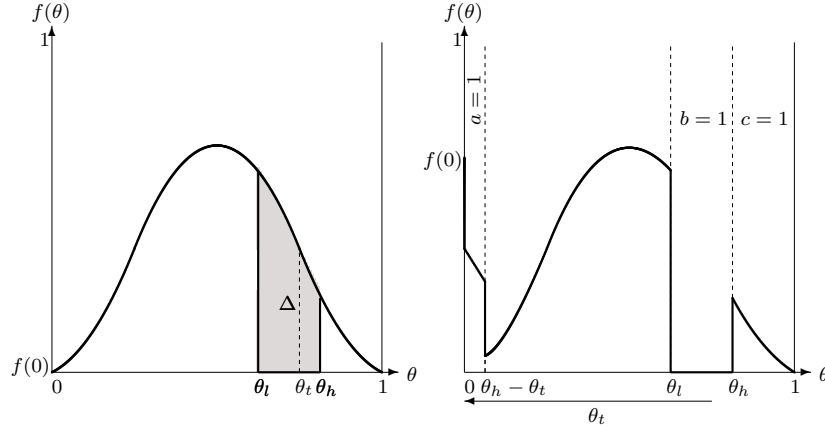 f(θ)
1
Δ
f(0)
0
θ_l
θ_t
θ_h
1
θ
f(θ)
1
a = 1
b = 1
c = 1
f(0)
0
θ_h − θ_t
θ_l
θ_h
1
θ
θ_t